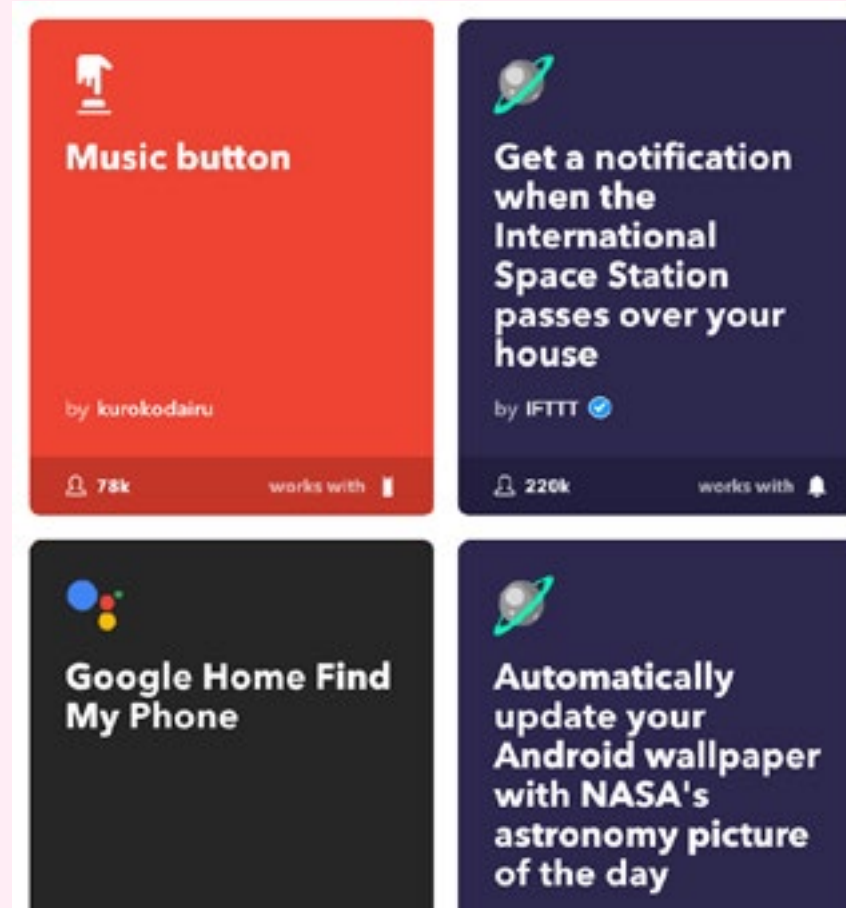 Music button
by kurokodairu
78k works with
Get a notification
when the
International
Space Station
passes over your
house
by IFTTT
220k works with
Google Home Find
My Phone
Automatically
update your
Android wallpaper
with NASA's
astronomy picture
of the day